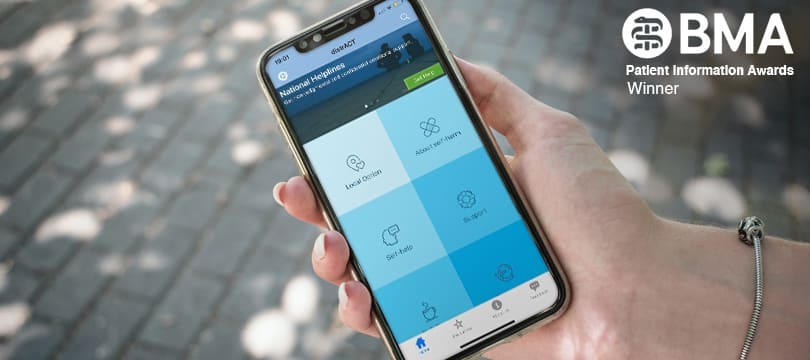 BMA
Patient Information Awards
Winner
19:01
distrACT
National Helplines
Get Help
Local Option
About self-harm
Self-help
Support